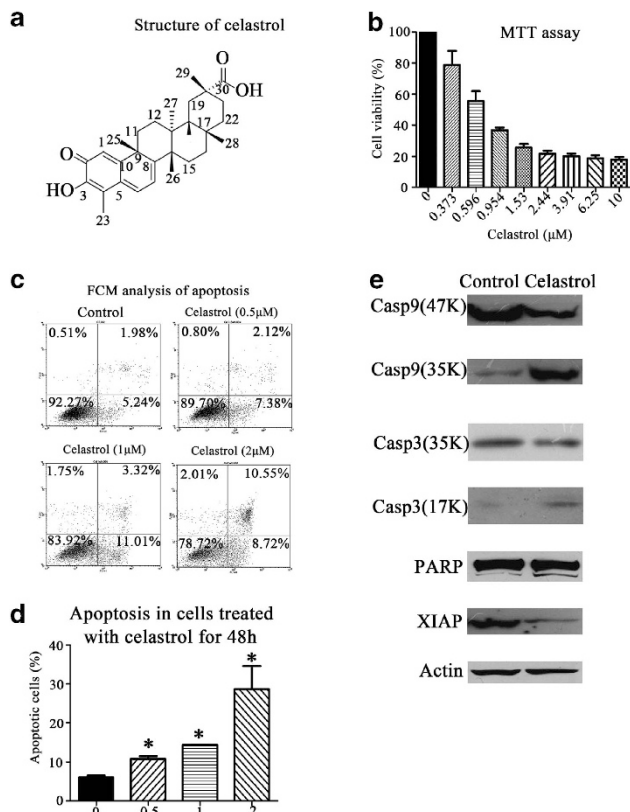 a
Structure of celastrol
29
O
OH
30
19
12
27
22
11
17
25
1
28
O
9
10
8
15
26
HO
3
5
23
b
MTT assay
Cell viability (%)
100
80
60
40
20
0
0
0.373
0.596
0.954
1.53
2.44
3.91
6.25
10
Celastrol (μM)
c
FCM analysis of apoptosis
Control
0.51%
1.98%
92.27%
5.24%
Celastrol (0.5μM)
0.80%
2.12%
89.70%
7.38%
Celastrol (1μM)
1.75%
3.32%
83.92%
11.01%
Celastrol (2μM)
2.01%
10.55%
78.72%
8.72%
d
Apoptosis in cells treated
with celastrol for 48h
Apoptotic cells (%)
40
30
20
10
0
*
*
*
0
0.5
1
2
e
Control Celastrol
Casp9(47K)
Casp9(35K)
Casp3(35K)
Casp3(17K)
PARP
XIAP
Actin